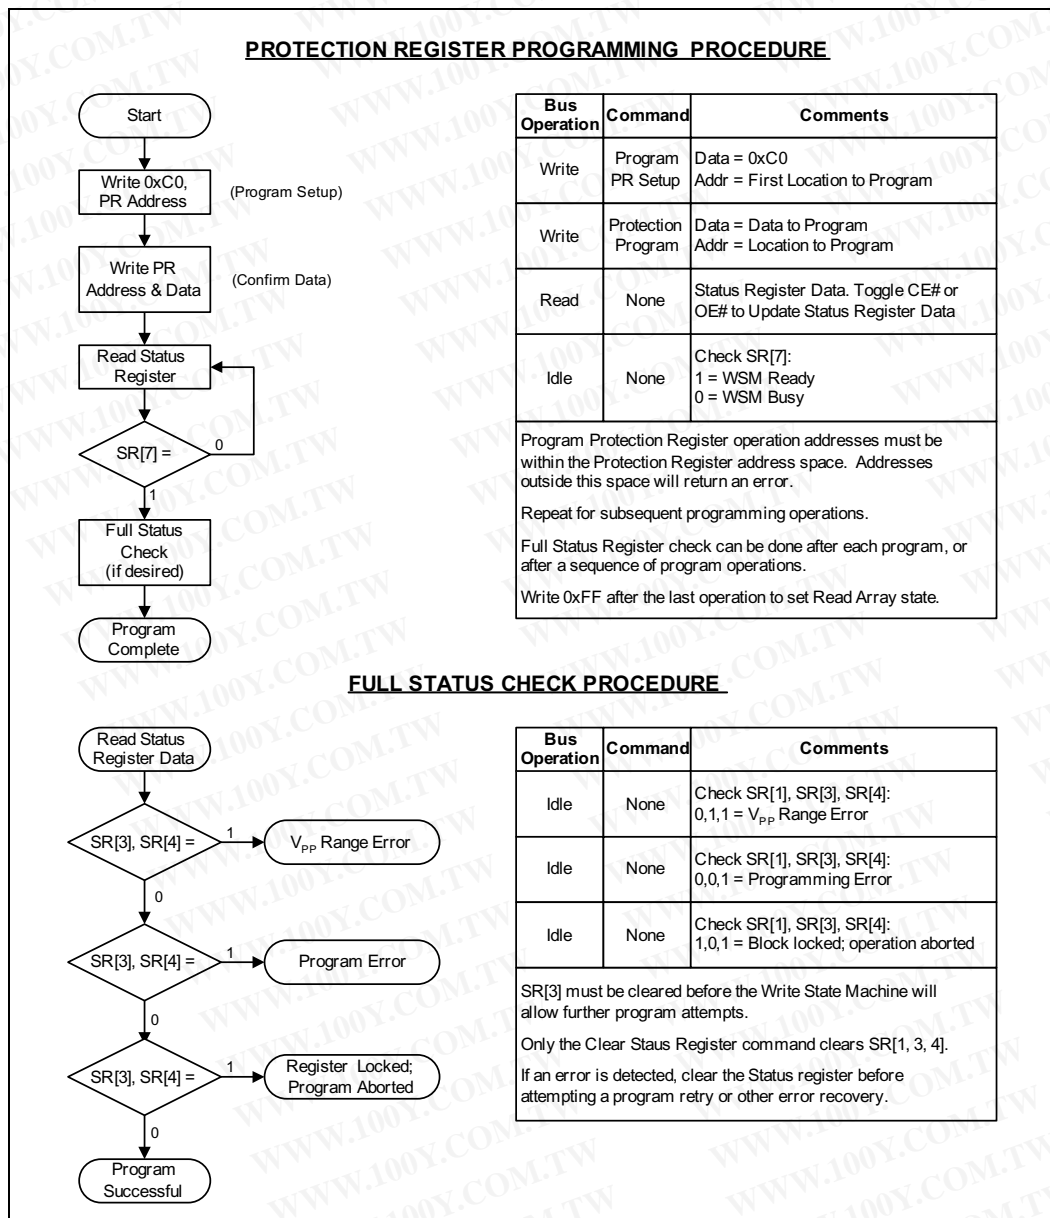 PROTECTION REGISTER PROGRAMMING PROCEDURE
Start
Write 0xC0,
PR Address
(Program Setup)
Write PR
Address & Data
(Confirm Data)
Read Status
Register
SR[7] =
0
1
Full Status
Check
(if desired)
Program
Complete
Bus
Operation
Command
Comments
Write
Program
PR Setup
Data = 0xC0
Addr = First Location to Program
Write
Protection
Program
Data = Data to Program
Addr = Location to Program
Read
None
Status Register Data. Toggle CE# or
OE# to Update Status Register Data
Idle
None
Check SR[7]:
1 = WSM Ready
0 = WSM Busy
Program Protection Register operation addresses must be
within the Protection Register address space. Addresses
outside this space will return an error.
Repeat for subsequent programming operations.
Full Status Register check can be done after each program, or
after a sequence of program operations.
Write 0xFF after the last operation to set Read Array state.
FULL STATUS CHECK PROCEDURE
Read Status
Register Data
SR[3], SR[4] =
1
VPP Range Error
0
SR[3], SR[4] =
1
Program Error
0
SR[3], SR[4] =
1
Register Locked;
Program Aborted
0
Program
Successful
Bus
Operation
Command
Comments
Idle
None
Check SR[1], SR[3], SR[4]:
0,1,1 = VPP Range Error
Idle
None
Check SR[1], SR[3], SR[4]:
0,0,1 = Programming Error
Idle
None
Check SR[1], SR[3], SR[4]:
1,0,1 = Block locked; operation aborted
SR[3] must be cleared before the Write State Machine will
allow further program attempts.
Only the Clear Staus Register command clears SR[1, 3, 4].
If an error is detected, clear the Status register before
attempting a program retry or other error recovery.
WWW.100Y.COM.TW